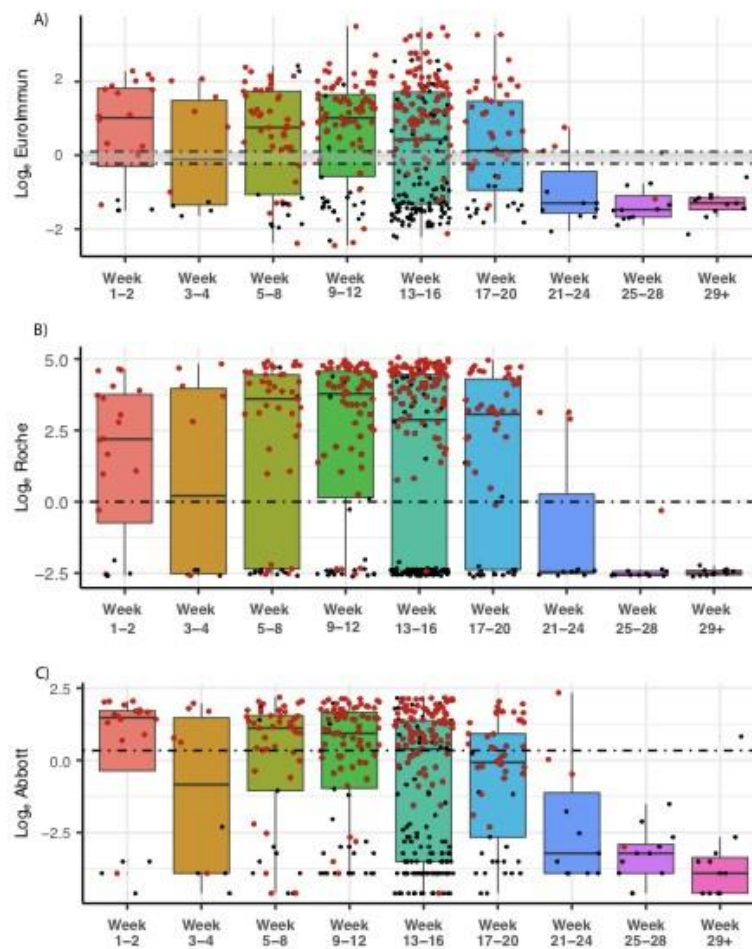 A)
Logₑ EuroImmun
2
0
−2
Week Week Week Week Week Week Week Week Week
1−2 3−4 5−8 9−12 13−16 17−20 21−24 25−28 29+
B)
Logₑ Roche
5.0
2.5
0.0
−2.5
Week Week Week Week Week Week Week Week Week
1−2 3−4 5−8 9−12 13−16 17−20 21−24 25−28 29+
C)
Logₑ Abbott
2.5
0.0
−2.5
Week Week Week Week Week Week Week Week Week
1−2 3−4 5−8 9−12 13−16 17−20 21−24 25−28 29+